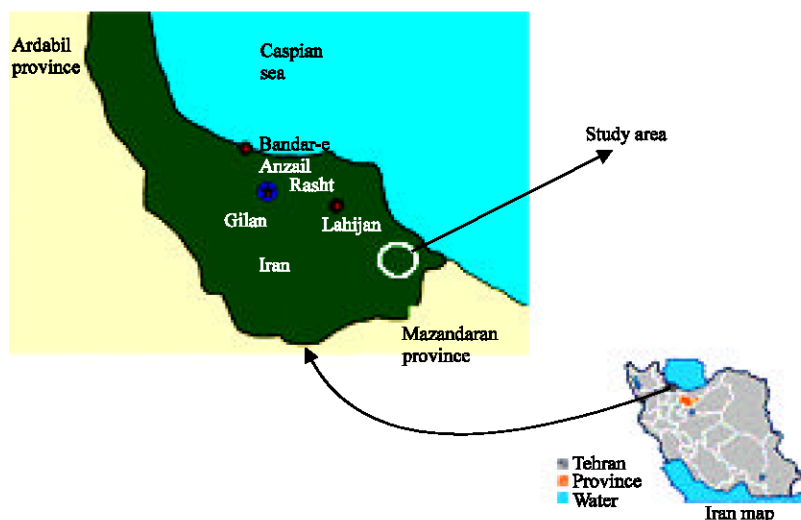 Ardabil
province
Caspian
sea
Study area
Bandar-e
Anzail
Rasht
Gilan
Lahijan
Iran
Mazandaran
province
Tehran
Province
Water
Iran map